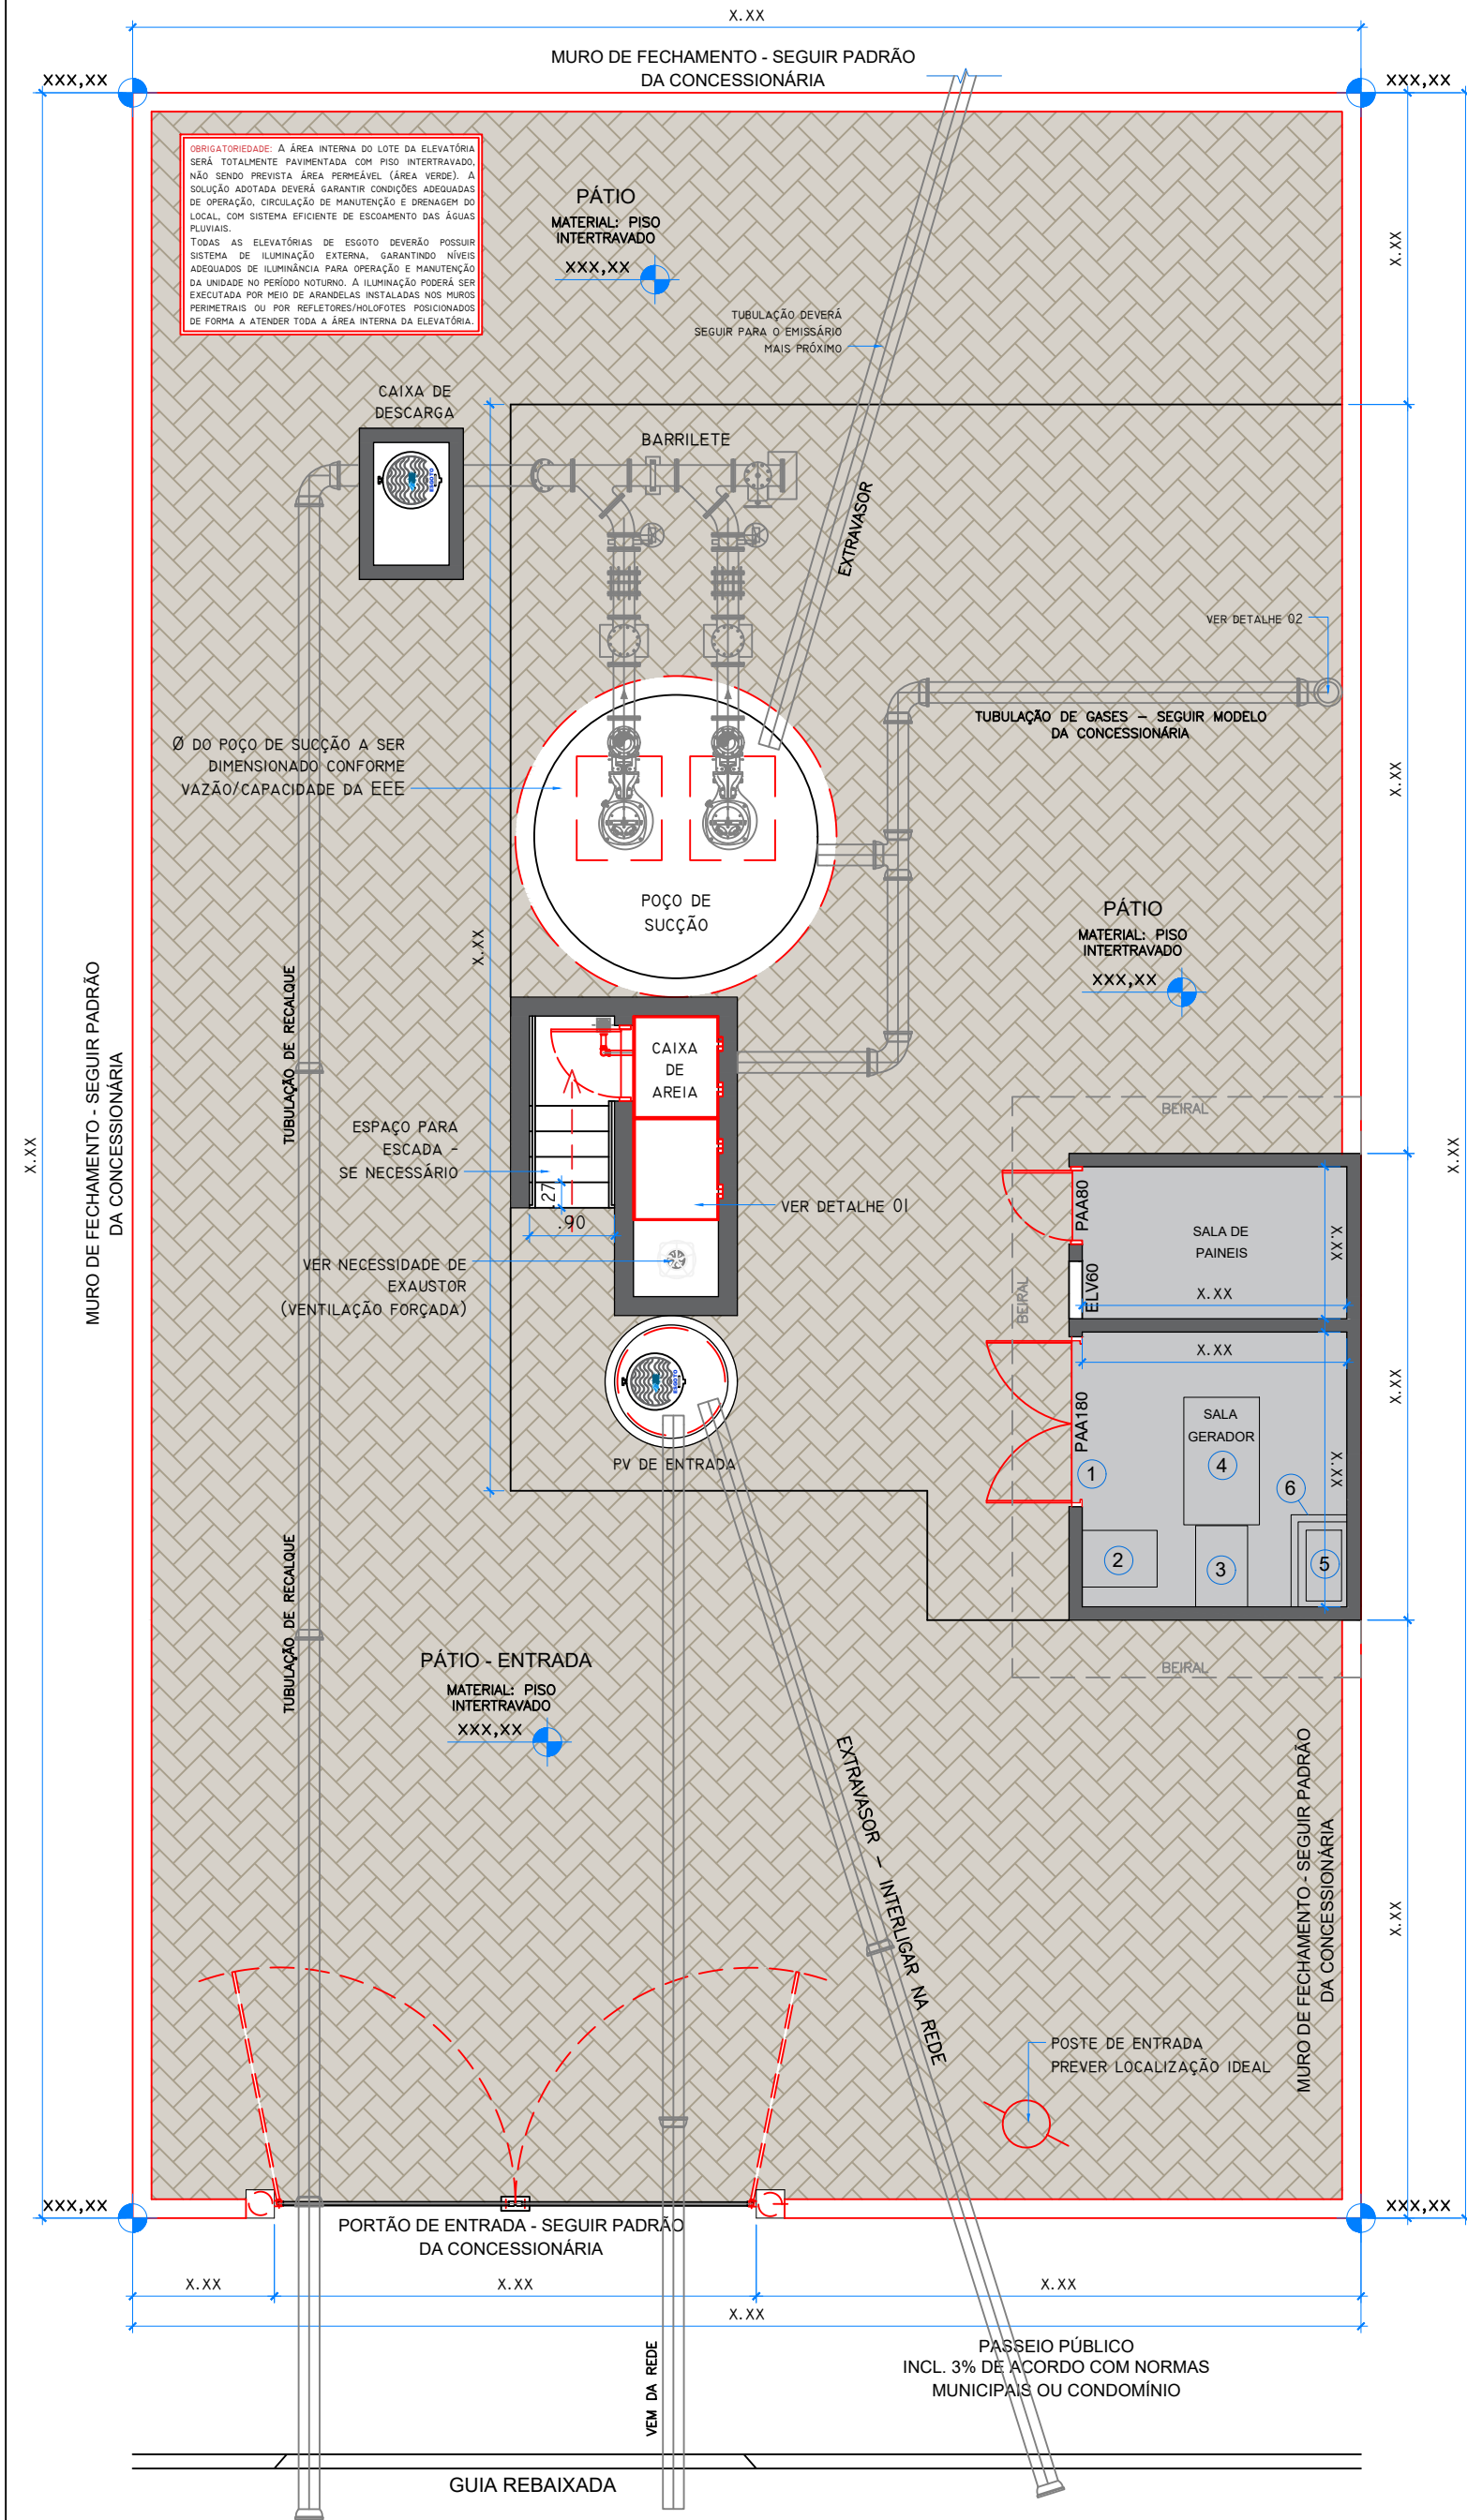 X.XX
MURO DE FECHAMENTO - SEGUIR PADRÃO
DA CONCESSIONÁRIA
XXX,XX
XXX,XX
OBRIGATORIEDADE: A ÁREA INTERNA DO LOTE DA ELEVATÓRIA
SERÁ TOTALMENTE PAVIMENTADA COM PISO INTERTRAVADO,
NÃO SENDO PREVISTA ÁREA PERMEÁVEL (ÁREA VERDE). A
SOLUÇÃO ADOTADA DEVERÁ GARANTIR CONDIÇÕES ADEQUADAS
DE OPERAÇÃO, CIRCULAÇÃO DE MANUTENÇÃO E DRENAGEM DO
LOCAL, COM SISTEMA EFICIENTE DE ESCOAMENTO DAS ÁGUAS
PLUVIAIS.
TODAS AS ELEVATÓRIAS DE ESGOTO DEVERÃO POSSUIR
SISTEMA DE ILUMINAÇÃO EXTERNA, GARANTINDO NÍVEIS
ADEQUADOS DE ILUMINÂNCIA PARA OPERAÇÃO E MANUTENÇÃO
DA UNIDADE NO PERÍODO NOTURNO. A ILUMINAÇÃO PODERÁ SER
EXECUTADA POR MEIO DE ARANDELAS INSTALADAS NOS MUROS
PERIMETRAIS OU POR REFLETORES/HOLOFOTES POSICIONADOS
DE FORMA A ATENDER TODA A ÁREA INTERNA DA ELEVATÓRIA.
PÁTIO
MATERIAL: PISO
INTERTRAVADO
XXX,XX
X.XX
TUBULAÇÃO DEVERÁ
SEGUIR PARA O EMISSÁRIO
MAIS PRÓXIMO
CAIXA DE
DESCARGA
BARRILETE
ESGOTO
EXTRAVASOR
VER DETALHE 02
TUBULAÇÃO DE GASES – SEGUIR MODELO
DA CONCESSIONÁRIA
Ø DO POÇO DE SUCÇÃO A SER
DIMENSIONADO CONFORME
VAZÃO/CAPACIDADE DA EEE
X.XX
POÇO DE
SUCÇÃO
PÁTIO
MATERIAL: PISO
INTERTRAVADO
XXX,XX
X.XX
MURO DE FECHAMENTO - SEGUIR PADRÃO
DA CONCESSIONÁRIA
X.XX
TUBULAÇÃO DE RECALQUE
CAIXA
DE
AREIA
BEIRAL
X.XX
ESPAÇO PARA
ESCADA -
SE NECESSÁRIO
.27
.90
VER DETALHE 01
PAA80
SALA DE
PAINEIS
X.XX
VER NECESSIDADE DE
EXAUSTOR
(VENTILAÇÃO FORÇADA)
BEIRAL
ELV60
X.XX
X.XX
ESGOTO
X.XX
PAA180
SALA
GERADOR
PV DE ENTRADA
1
4
X.XX
6
2
3
5
TUBULAÇÃO DE RECALQUE
PÁTIO - ENTRADA
MATERIAL: PISO
INTERTRAVADO
XXX,XX
BEIRAL
EXTRAVASOR – INTERLIGAR NA REDE
MURO DE FECHAMENTO - SEGUIR PADRÃO
DA CONCESSIONÁRIA
X.XX
POSTE DE ENTRADA
PREVER LOCALIZAÇÃO IDEAL
XXX,XX
XXX,XX
PORTÃO DE ENTRADA - SEGUIR PADRÃO
DA CONCESSIONÁRIA
X.XX
X.XX
X.XX
X.XX
VEM DA REDE
PASSEIO PÚBLICO
INCL. 3% DE ACORDO COM NORMAS
MUNICIPAIS OU CONDOMÍNIO
GUIA REBAIXADA